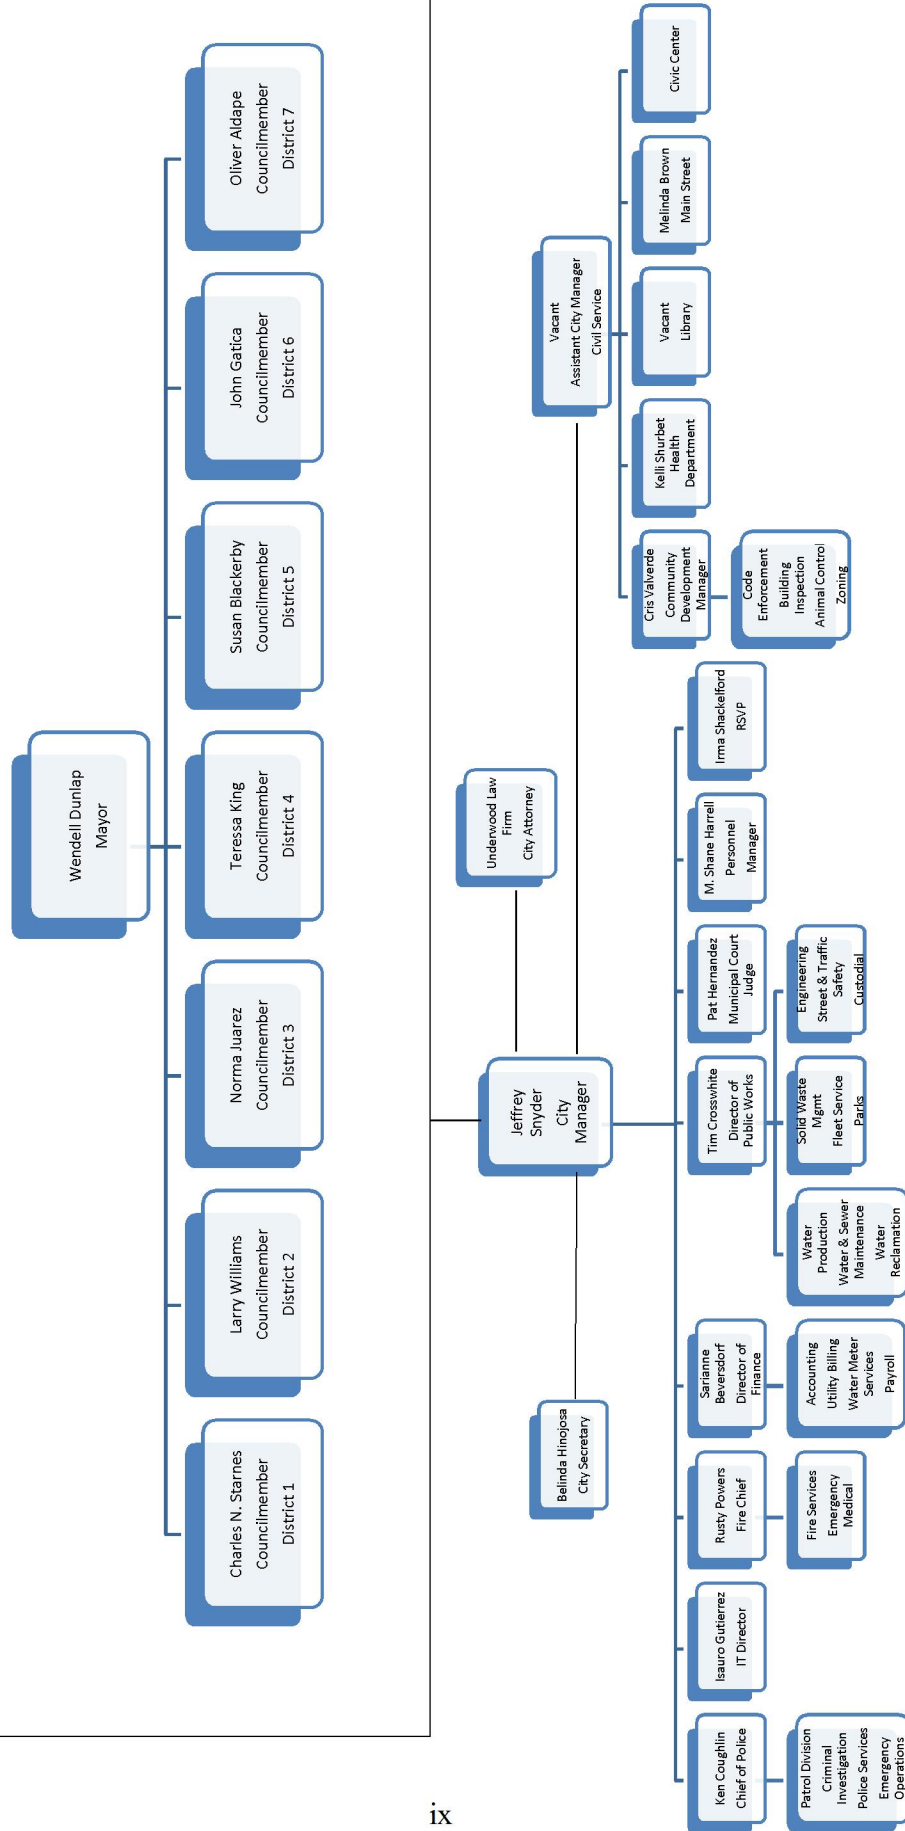 Wendell Dunlap
Mayor
Charles N. Starnes
Councilmember
District 1
Larry Williams
Councilmember
District 2
Norma Juarez
Councilmember
District 3
Teressa King
Councilmember
District 4
Susan Blackerby
Councilmember
District 5
John Gatica
Councilmember
District 6
Oliver Aldape
Councilmember
District 7
Jeffrey
Snyder
City
Manager
Underwood Law
Firm
City Attorney
Belinda Hinojosa
City Secretary
Vacant
Assistant City Manager
Civil Service
Ken Coughlin
Chief of Police
Patrol Division
Criminal
Investigation
Police Services
Emergency
Operations
Isauro Gutierrez
IT Director
Rusty Powers
Fire Chief
Fire Services
Emergency
Medical
Sarianne
Beversdorf
Director of
Finance
Accounting
Utility Billing
Water Meter
Services
Payroll
Tim Crosswhite
Director of
Public Works
Water
Production
Water & Sewer
Maintenance
Water
Reclamation
Solid Waste
Mgmt
Fleet Service
Parks
Engineering
Street & Traffic
Safety
Custodial
Pat Hernandez
Municipal Court
Judge
M. Shane Harrell
Personnel
Manager
Irma Shackelford
RSVP
Cris Valverde
Community
Development
Manager
Code
Enforcement
Building
Inspection
Animal Control
Zoning
Kelli Shurbet
Health
Department
Vacant
Library
Melinda Brown
Main Street
Civic Center
ix